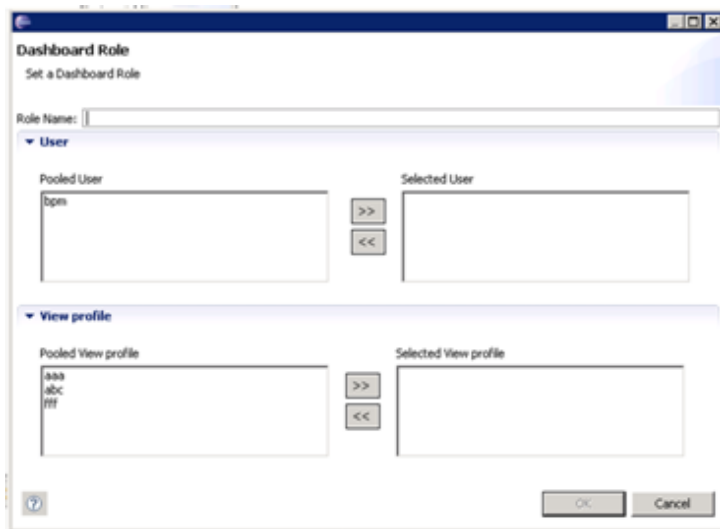 Dashboard Role
Set a Dashboard Role
Role Name:
User
Pooled User
Selected User
bpm
>>
<<
View profile
Pooled View profile
Selected View profile
aaa
abc
fff
>>
<<
?
OK
Cancel